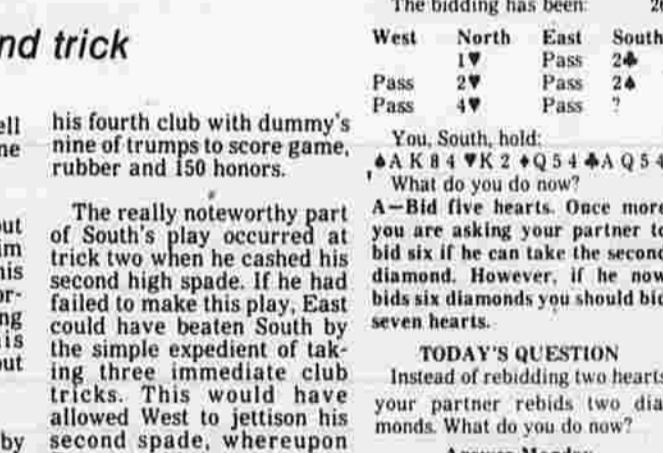 nd trick
his fourth club with dummy's
nine of trumps to score game,
rubber and 150 honors.
The really noteworthy part
of South's play occurred at
trick two when he cashed his
second high spade. If he had
failed to make this play, East
could have beaten South by
the simple expedient of tak-
ing three immediate club
tricks. This would have
allowed West to jettison his
second spade, whereupon
The bidding has been:
West North East South
1♥ Pass 2♣
Pass 2♥ Pass 2♠
Pass 4♥ Pass ?
You, South, hold:
♠A K 8 4 ♥K 2 ♦Q 5 4 ♣A Q 5 4
What do you do now?
A—Bid five hearts. Once more
you are asking your partner to
bid six if he can take the second
diamond. However, if he now
bids six diamonds you should bid
seven hearts.
TODAY'S QUESTION
Instead of rebidding two hearts
your partner rebids two dia-
monds. What do you do now?